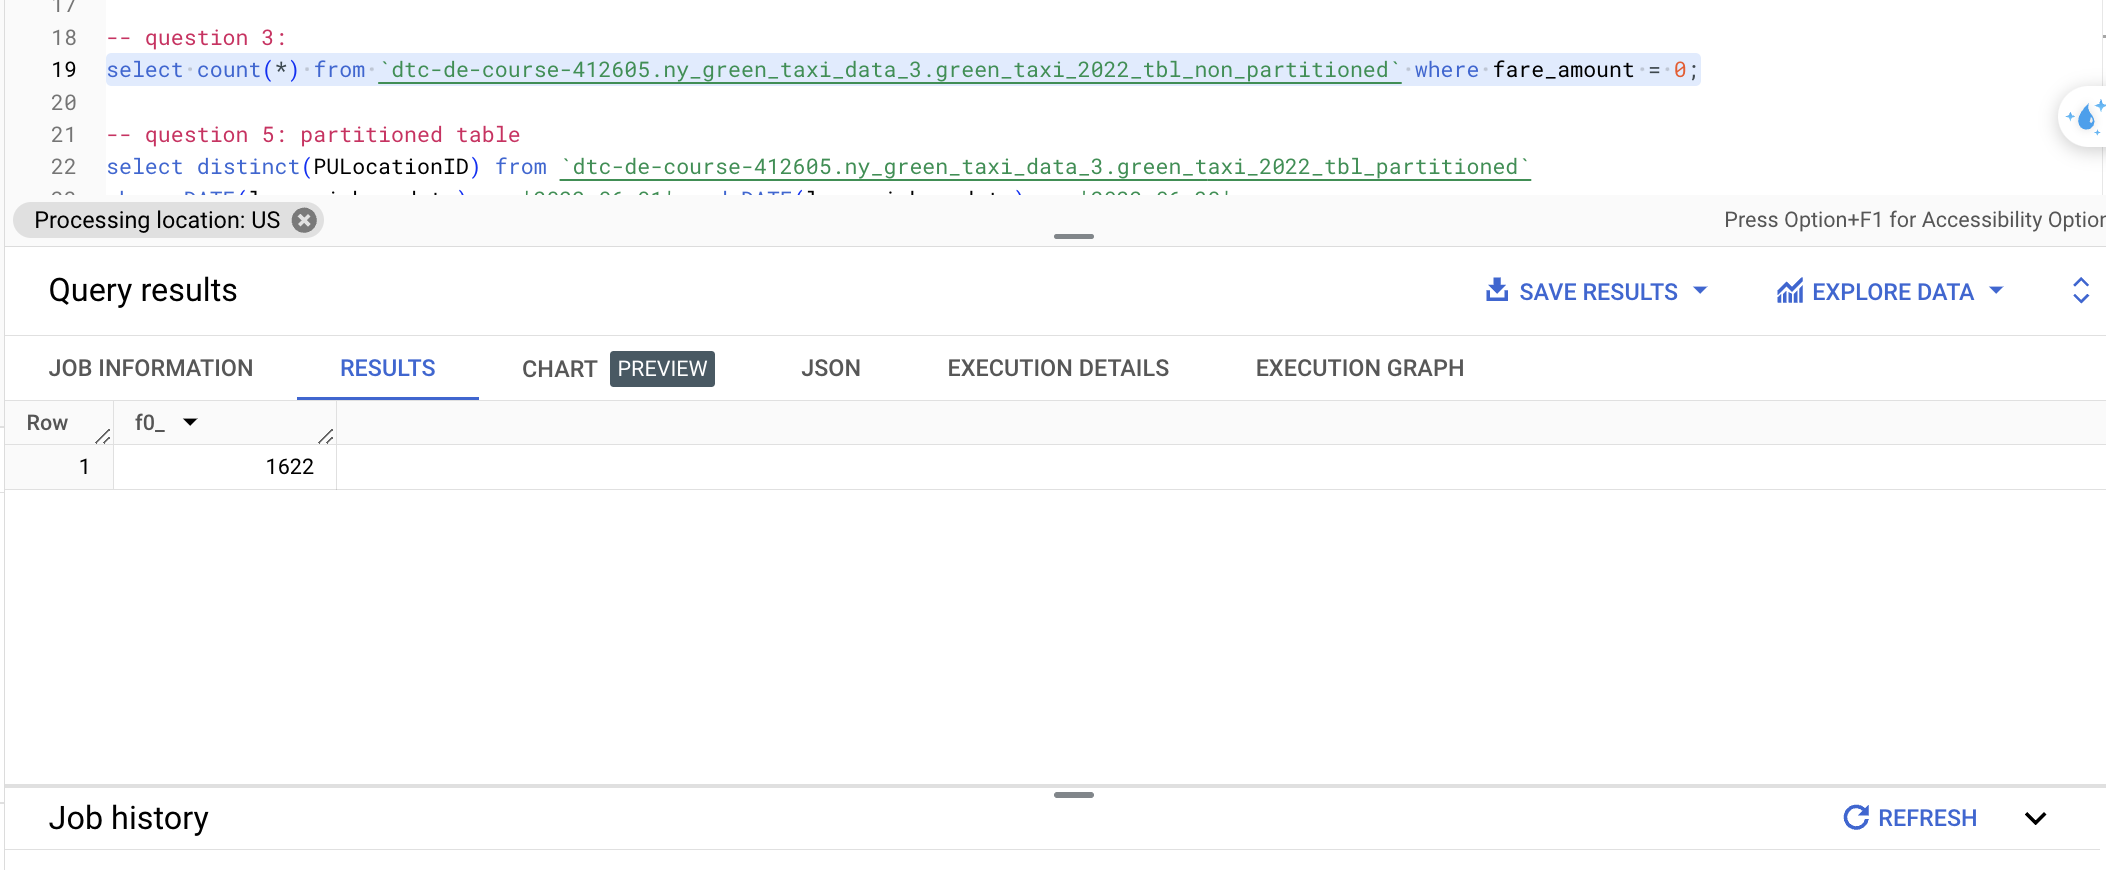 17
18 -- question 3:
19 select count(*) from `dtc-de-course-412605.ny_green_taxi_data_3.green_taxi_2022_tbl_non_partitioned` where fare_amount = 0;
20
21 -- question 5: partitioned table
22 select distinct(PULocationID) from `dtc-de-course-412605.ny_green_taxi_data_3.green_taxi_2022_tbl_partitioned`
Processing location: US
Press Option+F1 for Accessibility Option
Query results
SAVE RESULTS
EXPLORE DATA
JOB INFORMATION
RESULTS
CHART PREVIEW
JSON
EXECUTION DETAILS
EXECUTION GRAPH
Row f0_
1 1622
Job history
REFRESH